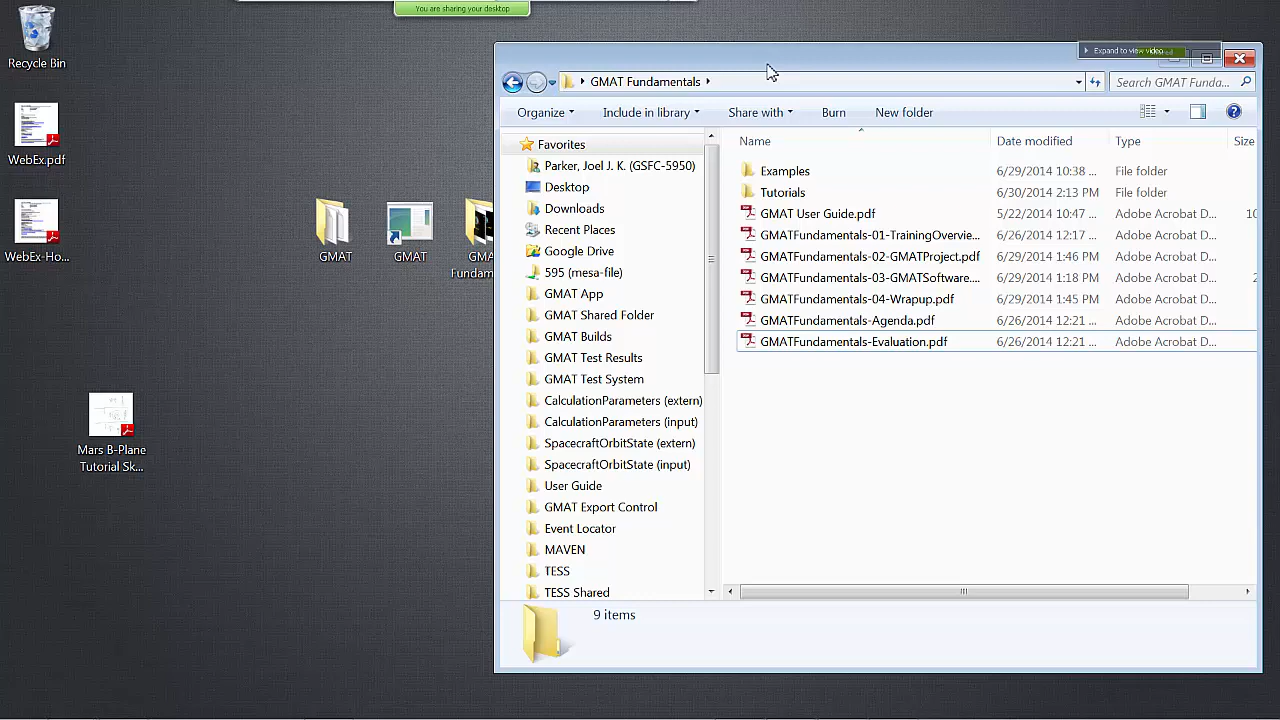 You are sharing your desktop
Recycle Bin
WebEx.pdf
WebEx-Ho...
GMAT
GMAT
Mars B-Plane
Tutorial Sk...
Expand to view video
GMAT Fundamentals
Search GMAT Funda...
Organize
Include in library
are with
Burn
New folder
Favorites
Parker, Joel J. K. (GSFC-5950)
Desktop
Downloads
Recent Places
Google Drive
595 (mesa-file)
GMAT App
GMAT Shared Folder
GMAT Builds
GMAT Test Results
GMAT Test System
CalculationParameters (extern)
CalculationParameters (input)
SpacecraftOrbitState (extern)
SpacecraftOrbitState (input)
User Guide
GMAT Export Control
Event Locator
MAVEN
TESS
TESS Shared
Name Date modified Type Size
Examples 6/29/2014 10:38 ... File folder
Tutorials 6/30/2014 2:13 PM File folder
GMAT .pdf 5/22/2014 10:47 ... Adobe Acrobat D... 10
GMATFundamentals-01-TrainingOvervie... 6/26/2014 12:17 ... Adobe Acrobat D...
GMATFundamentals-02-GMATProject.pdf 6/29/2014 1:46 PM Adobe Acrobat D...
GMATFundamentals-03-GMATSoftware.... 6/29/2014 1:18 PM Adobe Acrobat D... 2
GMATFundamentals-04-Wrapup.pdf 6/29/2014 1:45 PM Adobe Acrobat D...
GMATFundamentals-Agenda.pdf 6/26/2014 12:21 ... Adobe Acrobat D...
GMATFundamentals-Evaluation.pdf 6/26/2014 12:21 ... Adobe Acrobat D...
9 items